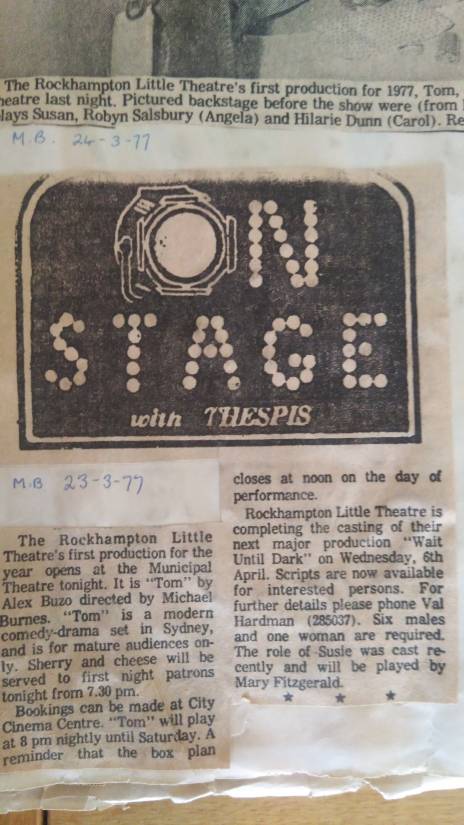 The Rockhampton Little Theatre's first production for 1977, Tom,
theatre last night. Pictured backstage before the show were (from
lays Susan, Robyn Salsbury (Angela) and Hilarie Dunn (Carol). Re
M.B. 24-3-77
ON
STAGE
with THESPIS
M.B 23-3-77
The Rockhampton Little
Theatre's first production for the
year opens at the Municipal
Theatre tonight. It is "Tom" by
Alex Buzo directed by Michael
Burnes. "Tom" is a modern
comedy-drama set in Sydney,
and is for mature audiences on-
ly. Sherry and cheese will be
served to first night patrons
tonight from 7.30 pm.
Bookings can be made at City
Cinema Centre. "Tom" will play
at 8 pm nightly until Saturday. A
reminder that the box plan
closes at noon on the day of
performance.
Rockhampton Little Theatre is
completing the casting of their
next major production "Wait
Until Dark" on Wednesday, 6th
April. Scripts are now available
for interested persons. For
further details please phone Val
Hardman (285037). Six males
and one woman are required.
The role of Susie was cast re-
cently and will be played by
Mary Fitzgerald.
★ ★ ★